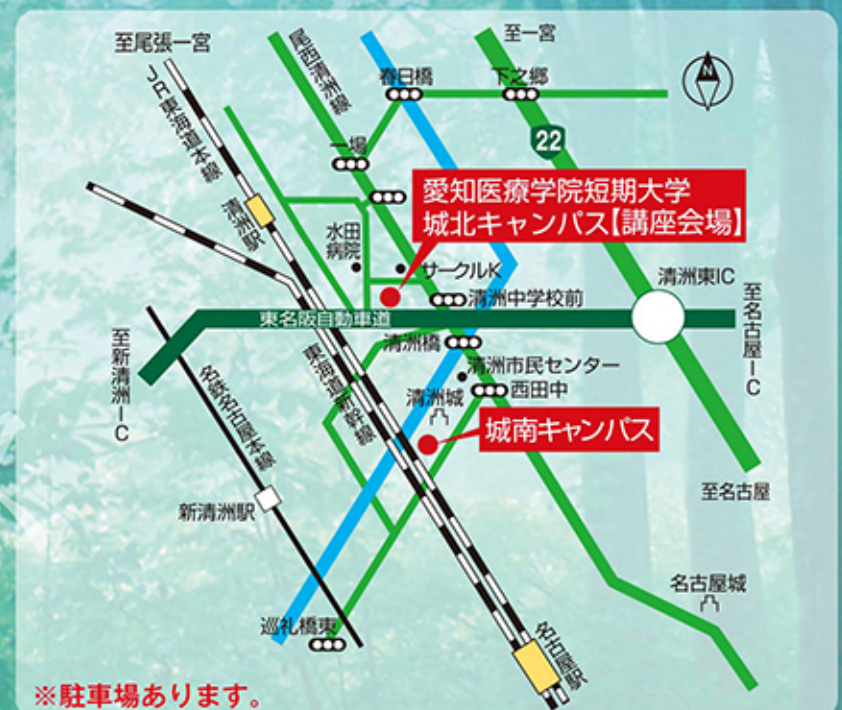 至尾張一宮
尾西清洲線
至一宮
JR東海道本線
春日橋
下之郷
N
22
一場
清洲駅
愛知医療学院短期大学
城北キャンパス【講座会場】
水田
病院
サークルK
清洲東IC
清洲中学校前
東名阪自動車道
至名古屋IC
至新清洲IC
清洲橋
東海道新幹線
名鉄名古屋本線
清洲市民センター
清洲城
西田中
城南キャンパス
至名古屋
新清洲駅
名古屋城
巡礼橋東
名古屋駅
※駐車場あります。